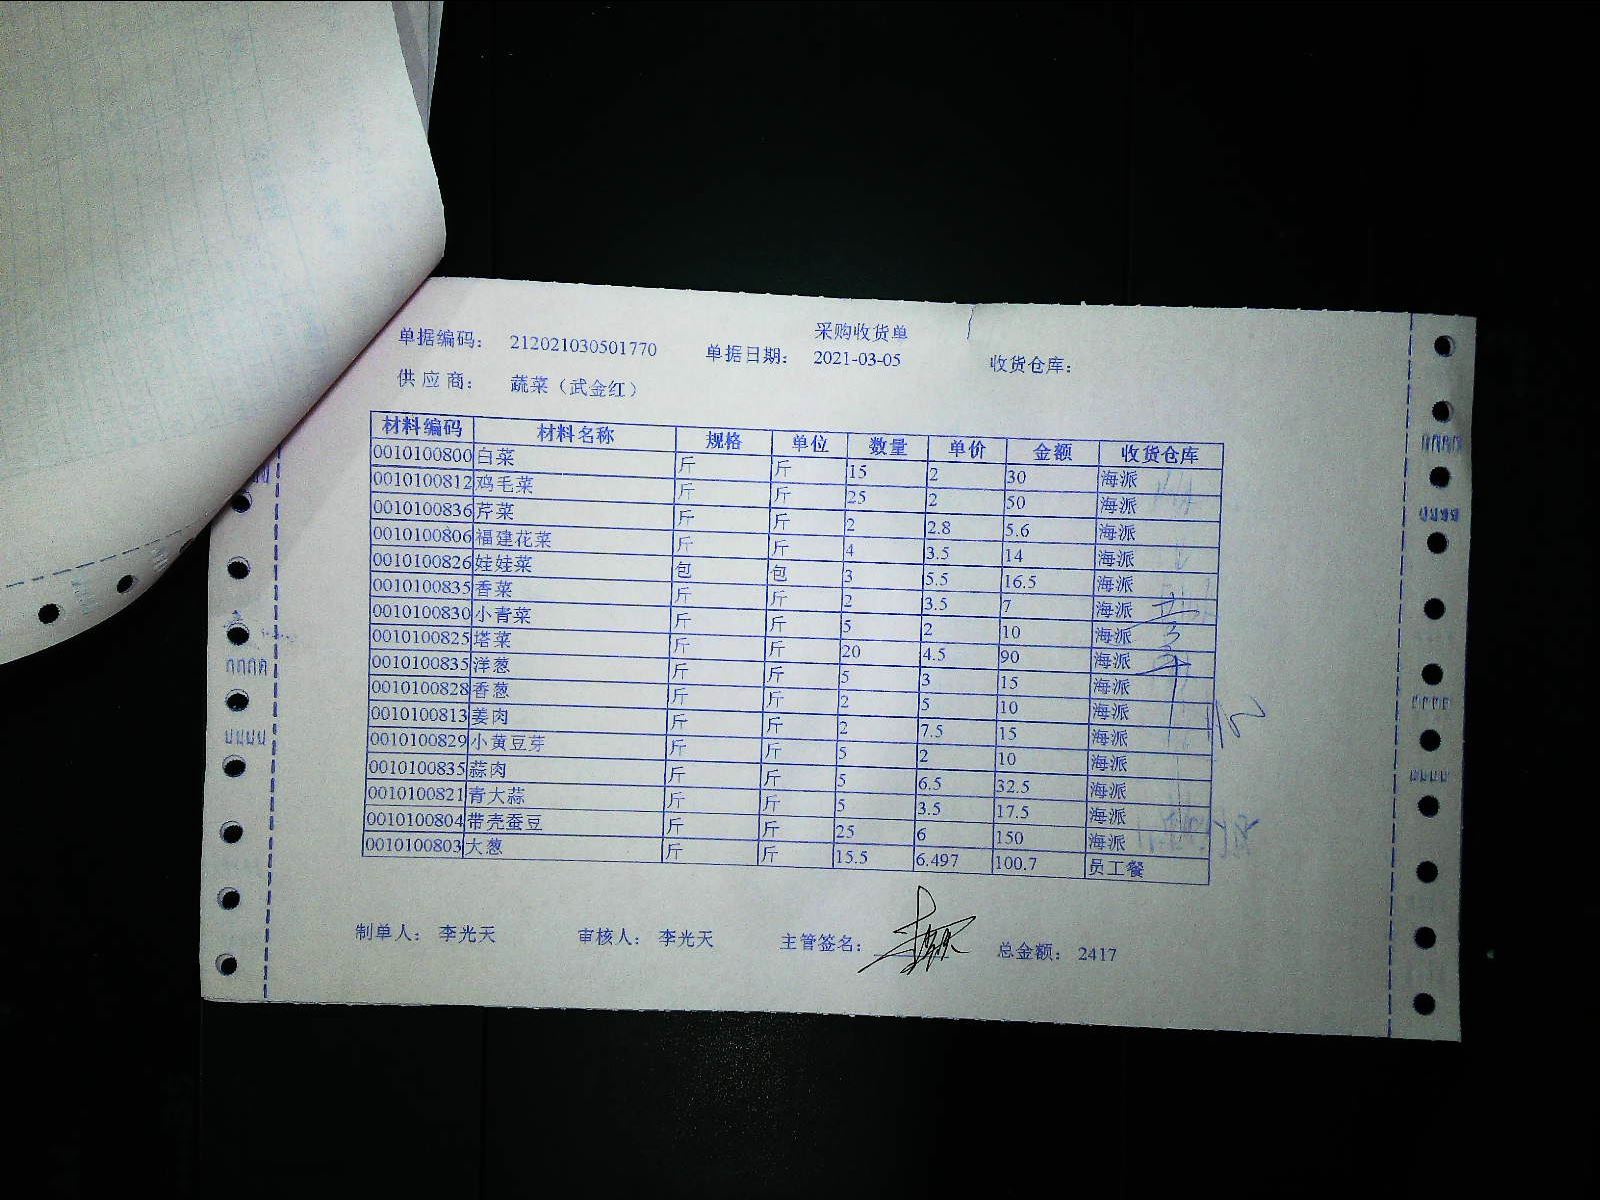 采购收货单
单据编码： 212021030501770 单据日期： 2021-03-05 收货仓库：
供 应 商： 蔬菜（武金红）
材料编码 材料名称 规格 单位 数量 单价 金额 收货仓库
0010100800 白菜 斤 斤 15 2 30 海派
0010100812 鸡毛菜 斤 斤 25 2 50 海派
0010100836 芹菜 斤 斤 2 2.8 5.6 海派
0010100806 福建花菜 斤 斤 4 3.5 14 海派
0010100826 娃娃菜 包 包 3 5.5 16.5 海派
0010100835 香菜 斤 斤 2 3.5 7 海派
0010100830 小青菜 斤 斤 5 2 10 海派
0010100825 塔菜 斤 斤 20 4.5 90 海派
0010100835 洋葱 斤 斤 5 3 15 海派
0010100828 香葱 斤 斤 2 5 10 海派
0010100813 姜肉 斤 斤 2 7.5 15 海派
0010100829 小黄豆芽 斤 斤 5 2 10 海派
0010100835 蒜肉 斤 斤 5 6.5 32.5 海派
0010100821 青大蒜 斤 斤 5 3.5 17.5 海派
0010100804 带壳蚕豆 斤 斤 25 6 150 海派
0010100803 大葱 斤 斤 15.5 6.497 100.7 员工餐
制单人： 李光天 审核人： 李光天 主管签名： 总金额： 2417